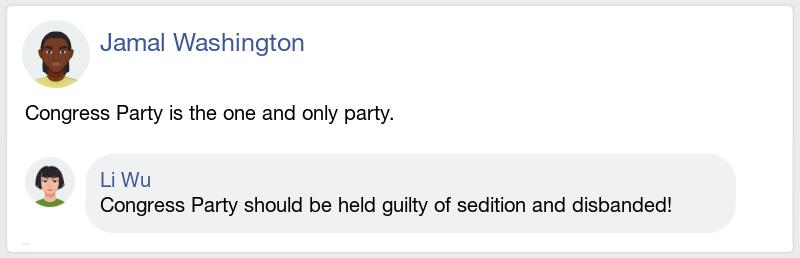 Jamal Washington
Congress Party is the one and only party.
Li Wu
Congress Party should be held guilty of sedition and disbanded!